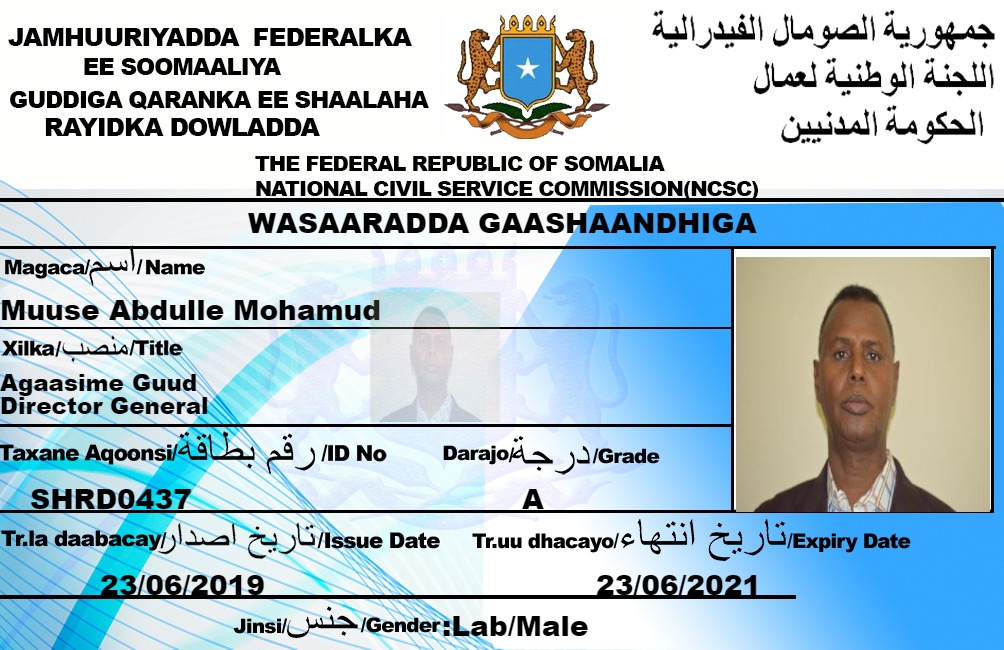 JAMHUURIYADDA FEDERALKA
EE SOOMAALIYA
GUDDIGA QARANKA EE SHAALAHA
RAYIDKA DOWLADDA
جمهورية الصومال الفيدرالية
اللجنة الوطنية لعمال
الحكومة المدنيين
THE FEDERAL REPUBLIC OF SOMALIA
NATIONAL CIVIL SERVICE COMMISSION(NCSC)
WASAARADDA GAASHAANDHIGA
Magaca/اسم/Name
Muuse Abdulle Mohamud
Xilka/منصب/Title
Agaasime Guud
Director General
Taxane Aqoonsi/رقم بطاقة/ID No
Darajo/درجة/Grade
SHRD0437
A
Tr.la daabacay/تاريخ اصدار/Issue Date
Tr.uu dhacayo/تاريخ انتهاء/Expiry Date
23/06/2019
23/06/2021
Jinsi/جنس/Gender:Lab/Male